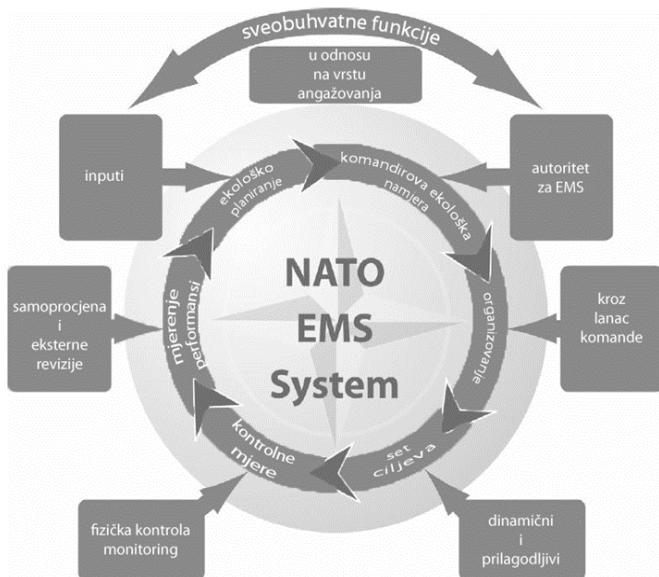 sveobuhvatne funkcije
u odnosu
na vrstu
angažovanja
inputi
autoritet
za EMS
ekološko
planiranje
komandirova ekološka
namjera
samoprocjena
i
eksterne
revizije
mjerenje
performansi
NATO
EMS
System
organizovanje
kroz
lanac
komande
kontrolne
mjere
set
ciljeva
fizička kontrola
monitoring
dinamični
i
prilagodljivi